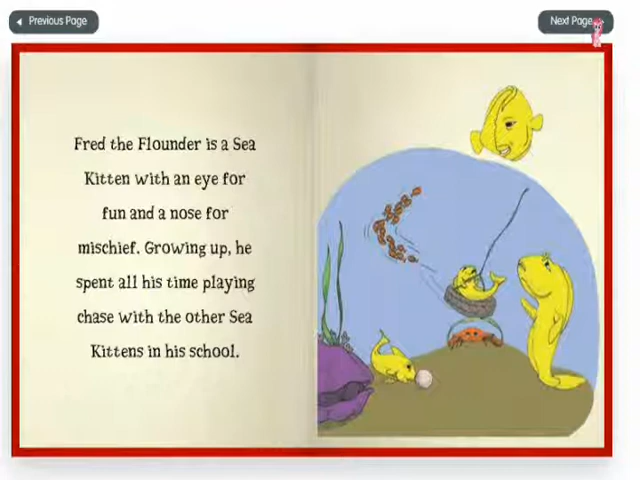 Previous Page
Next Page
Fred the Flounder is a Sea
Kitten with an eye for
fun and a nose for
mischief. Growing up, he
spent all his time playing
chase with the other Sea
Kittens in his school.